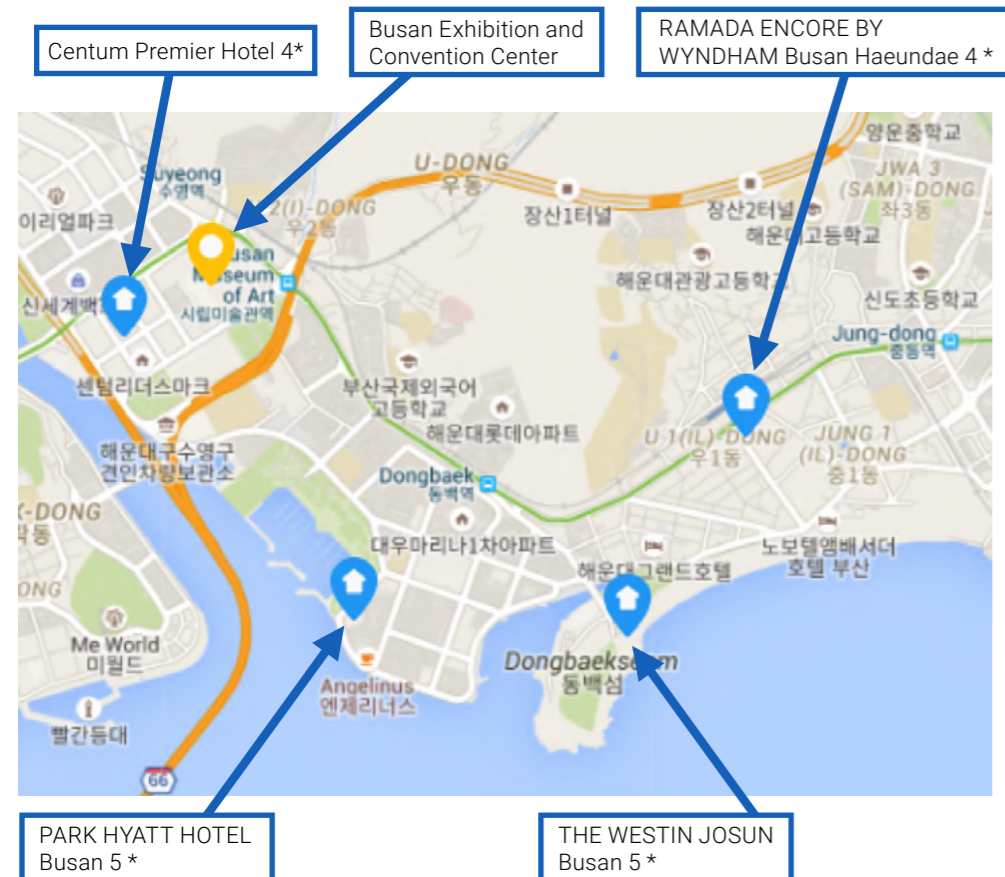 Centum Premier Hotel 4*
Busan Exhibition and
Convention Center
RAMADA ENCORE BY
WYNDHAM Busan Haeundae 4 *
양운중학교
U-DONG
우동
JWA 3
(SAM)-DONG
좌3동
Suyeong
수영역
이리얼파크
2(I)-DONG
우2동
장산1터널
장산2터널
해운대고등학교
Museum
of Art
시립미술관역
신세계백
해운대관광고등학교
신도초등학교
Jung-dong
중동역
센텀리더스마크
부산국제외국어
고등학교
해운대롯데아파트
U 1(IL)-DONG
우1동
JUNG 1
(IL)-DONG
중1동
해운대구수영구
견인차량보관소
Dongbaek
동백역
K-DONG
대우마리나1차아파트
해운대그랜드호텔
노보텔앰배서더
호텔 부산
ONG
Me World
미월드
Dongbaekseom
동백섬
Angelinus
엔제리너스
빨간등대
66
PARK HYATT HOTEL
Busan 5 *
THE WESTIN JOSUN
Busan 5 *